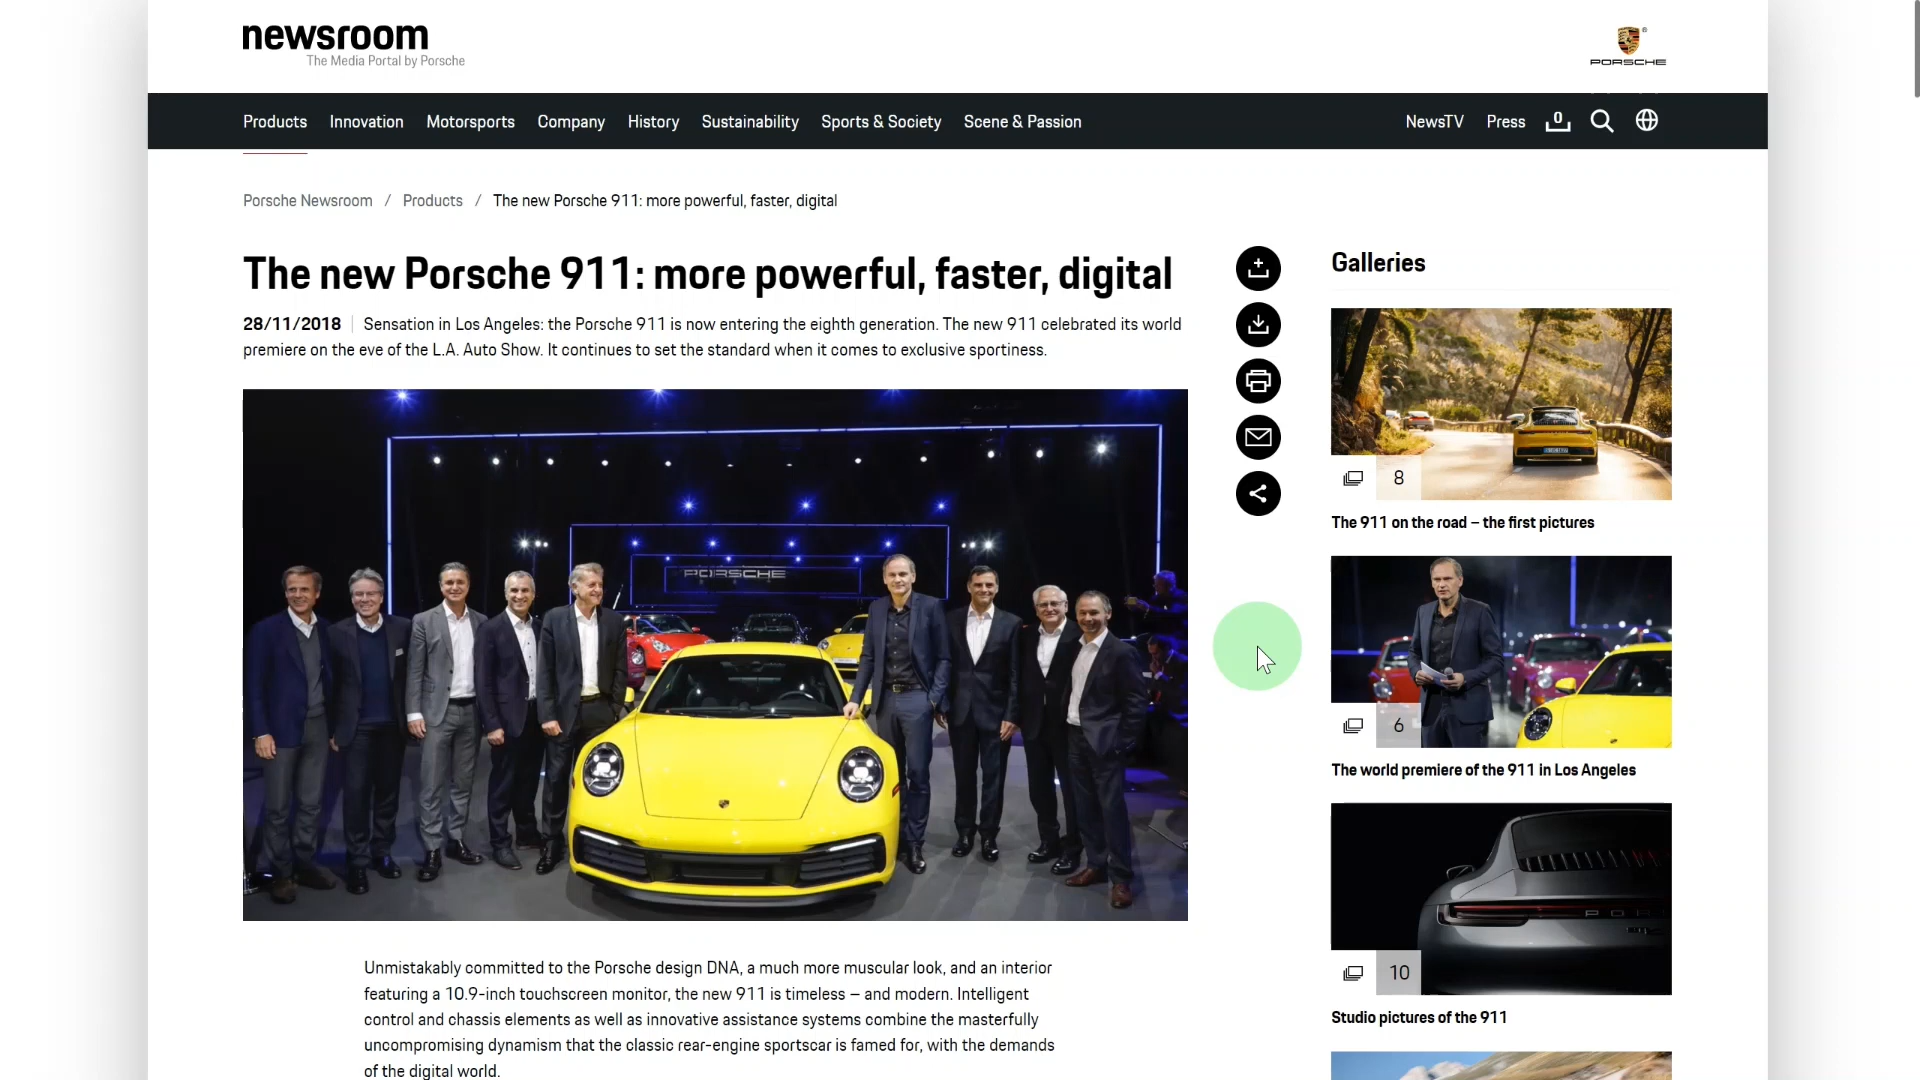 newsroom
The Media Portal by Porsche
PORSCHE
Products Innovation Motorsports Company History Sustainability Sports & Society Scene & Passion NewsTV Press 0
Porsche Newsroom / Products / The new Porsche 911: more powerful, faster, digital
The new Porsche 911: more powerful, faster, digital
28/11/2018 Sensation in Los Angeles: the Porsche 911 is now entering the eighth generation. The new 911 celebrated its world
premiere on the eve of the L.A. Auto Show. It continues to set the standard when it comes to exclusive sportiness.
PORSCHE
Unmistakably committed to the Porsche design DNA, a much more muscular look, and an interior
featuring a 10.9-inch touchscreen monitor, the new 911 is timeless – and modern. Intelligent
control and chassis elements as well as innovative assistance systems combine the masterfully
uncompromising dynamism that the classic rear-engine sportscar is famed for, with the demands
of the digital world.
Galleries
8
The 911 on the road – the first pictures
6
The world premiere of the 911 in Los Angeles
10
Studio pictures of the 911